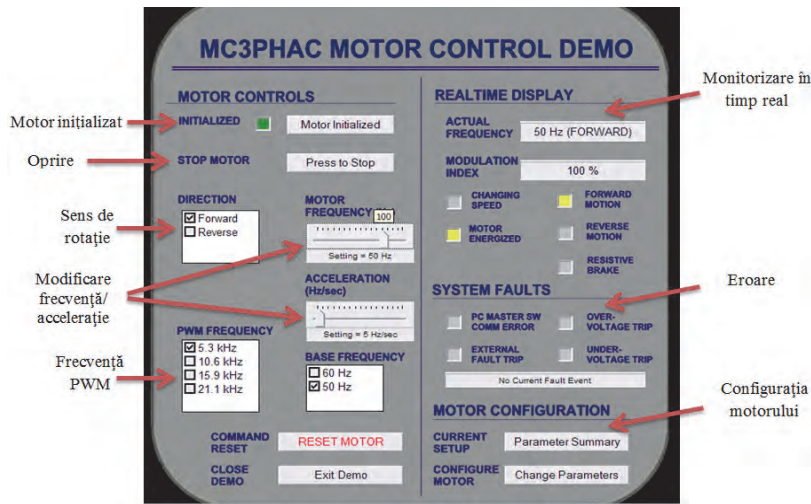 MC3PHAC MOTOR CONTROL DEMO
Motor inițializat
Oprire
Sens de
rotație
Modificare
frecvență/
accelerație
Frecvență
PWM
MOTOR CONTROLS
INITIALIZED
Motor Initialized
STOP MOTOR
Press to Stop
DIRECTION
Forward
Reverse
MOTOR
FREQUENCY
100
Setting = 50 Hz
ACCELERATION
(Hz/sec)
Setting = 5 Hz/sec
PWM FREQUENCY
5.3 kHz
10.6 kHz
15.9 kHz
21.1 kHz
BASE FREQUENCY
60 Hz
50 Hz
COMMAND
RESET
RESET MOTOR
CLOSE
DEMO
Exit Demo
REALTIME DISPLAY
ACTUAL
FREQUENCY
50 Hz (FORWARD)
MODULATION
INDEX
100 %
CHANGING
SPEED
FORWARD
MOTION
MOTOR
ENERGIZED
REVERSE
MOTION
RESISTIVE
BRAKE
SYSTEM FAULTS
PC MASTER SW
COMM ERROR
OVER-
VOLTAGE TRIP
EXTERNAL
FAULT TRIP
UNDER-
VOLTAGE TRIP
No Current Fault Event
MOTOR CONFIGURATION
CURRENT
SETUP
Parameter Summary
CONFIGURE
MOTOR
Change Parameters
Monitorizare în
timp real
Eroare
Configurația
motorului